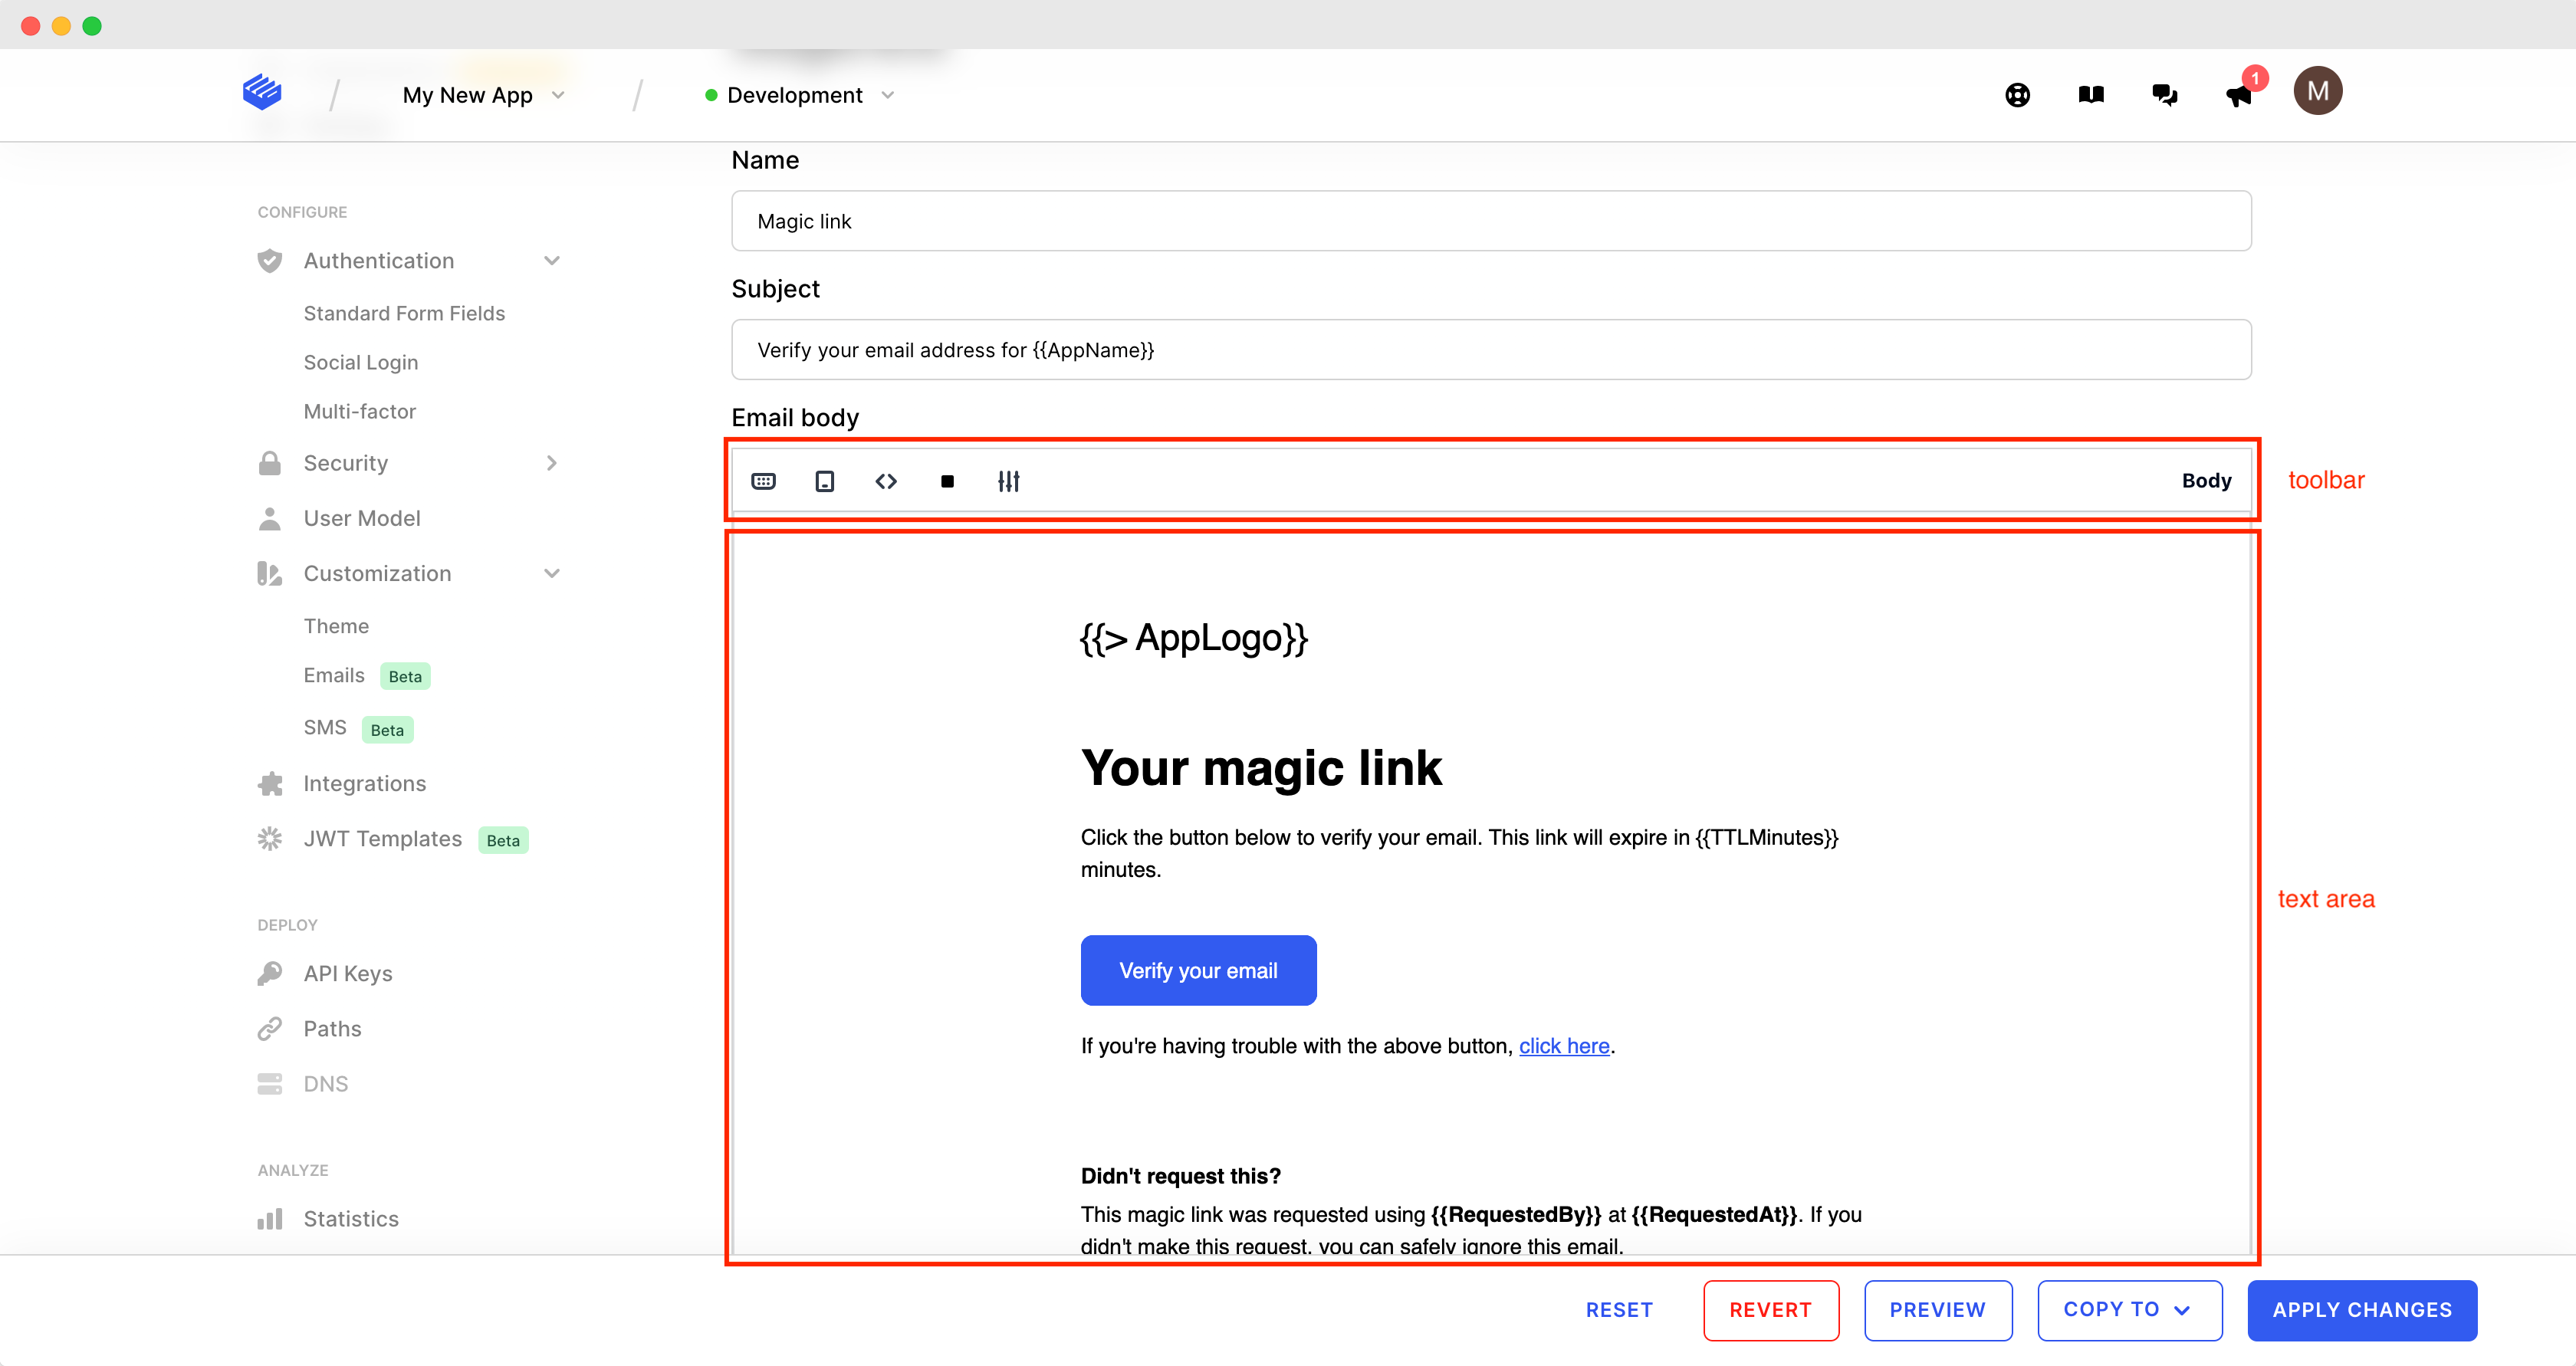 My New App
Development
1
M
CONFIGURE
Authentication
Standard Form Fields
Social Login
Multi-factor
Security
User Model
Customization
Theme
Emails Beta
SMS Beta
Integrations
JWT Templates Beta
DEPLOY
API Keys
Paths
DNS
ANALYZE
Statistics
Name
Magic link
Subject
Verify your email address for {{AppName}}
Email body
Body
toolbar
{{> AppLogo}}
Your magic link
Click the button below to verify your email. This link will expire in {{TTLMinutes}}
minutes.
Verify your email
If you're having trouble with the above button, click here.
text area
Didn't request this?
This magic link was requested using {{RequestedBy}} at {{RequestedAt}}. If you
didn't make this request, you can safely ignore this email.
RESET
REVERT
PREVIEW
COPY TO
APPLY CHANGES